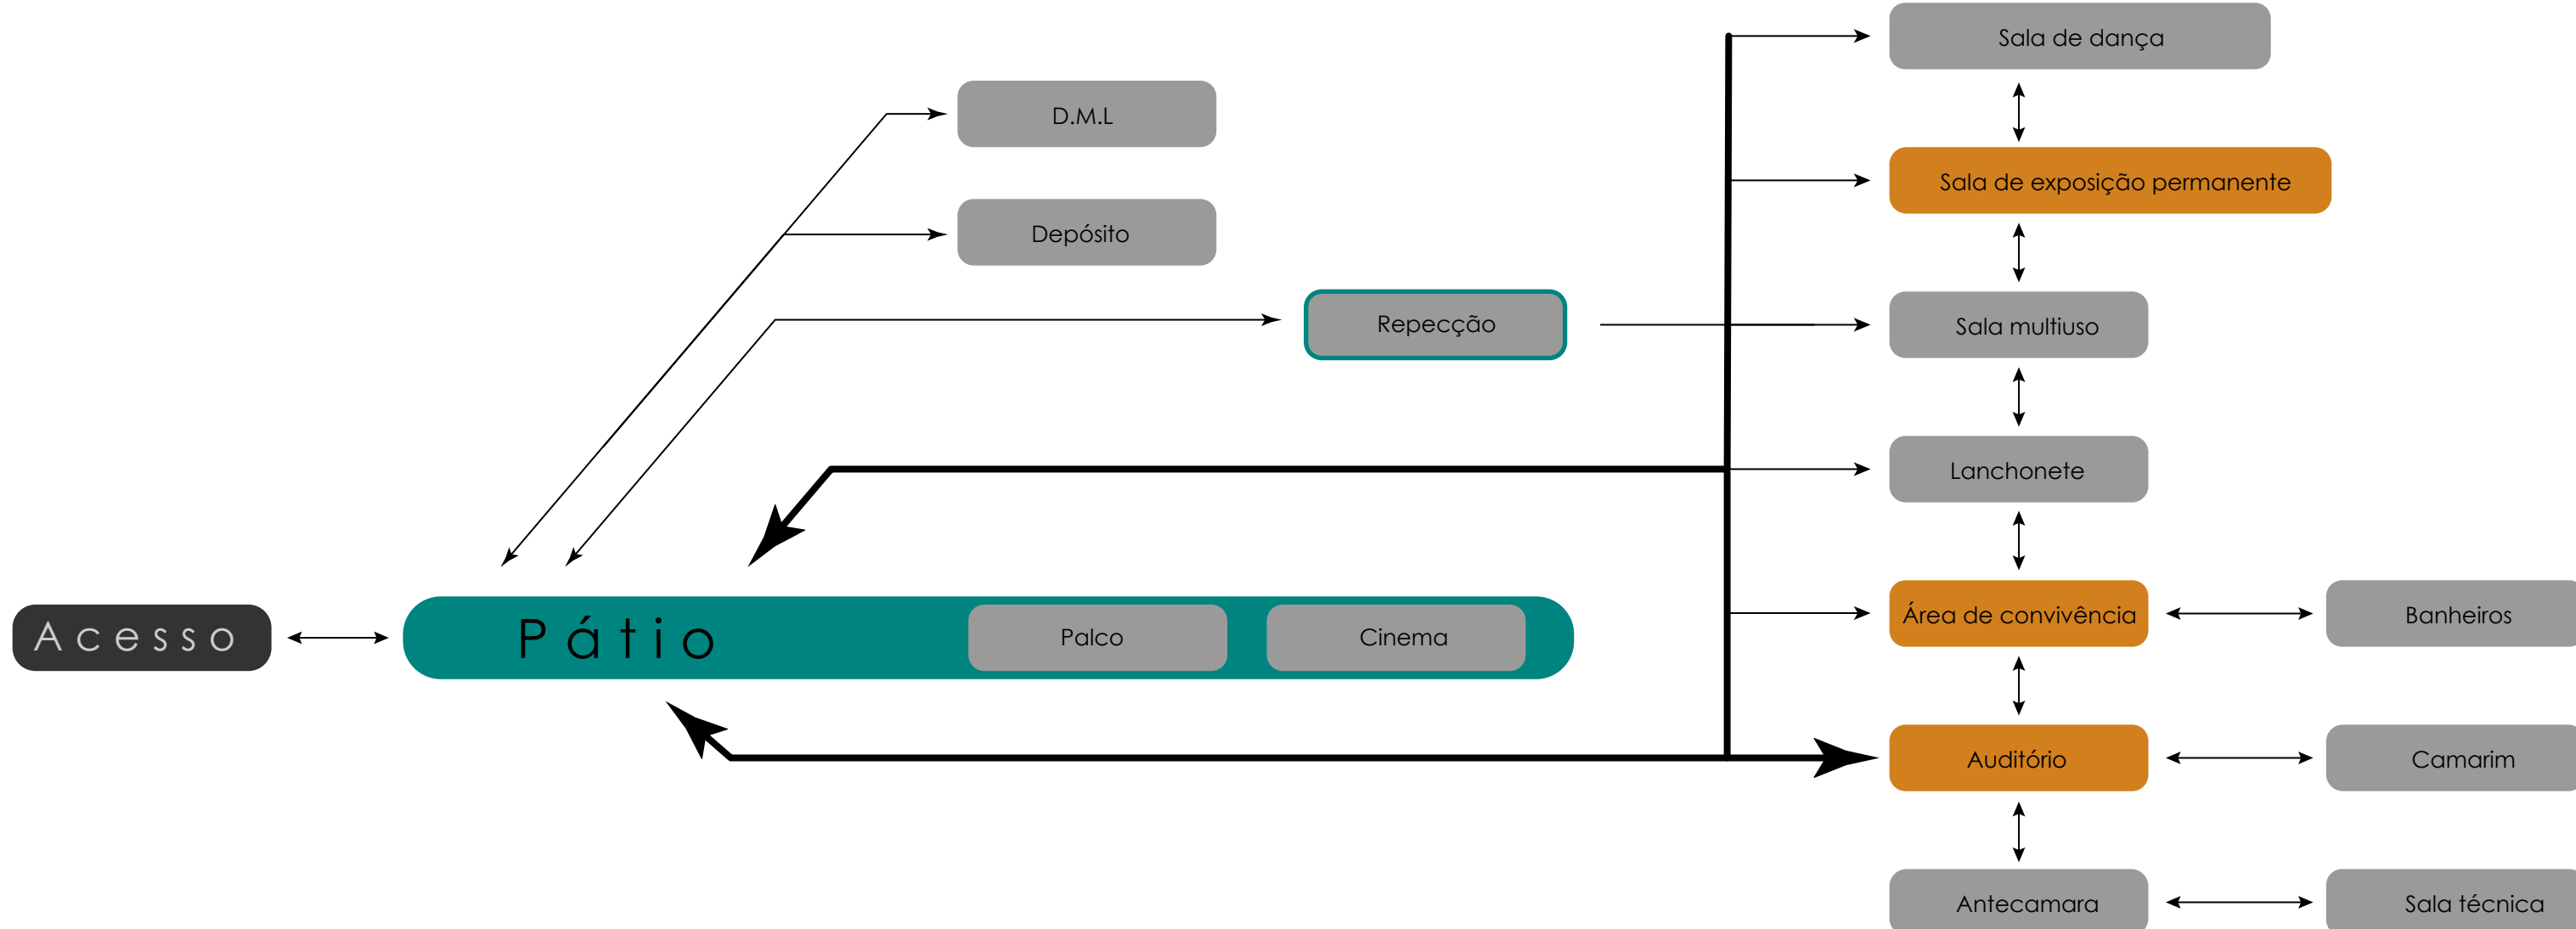 Sala de dança
D.M.L
Sala de exposição permanente
Depósito
Repecção
Sala multiuso
Lanchonete
Acesso
Pátio
Palco
Cinema
Área de convivência
Banheiros
Auditório
Camarim
Antecamara
Sala técnica